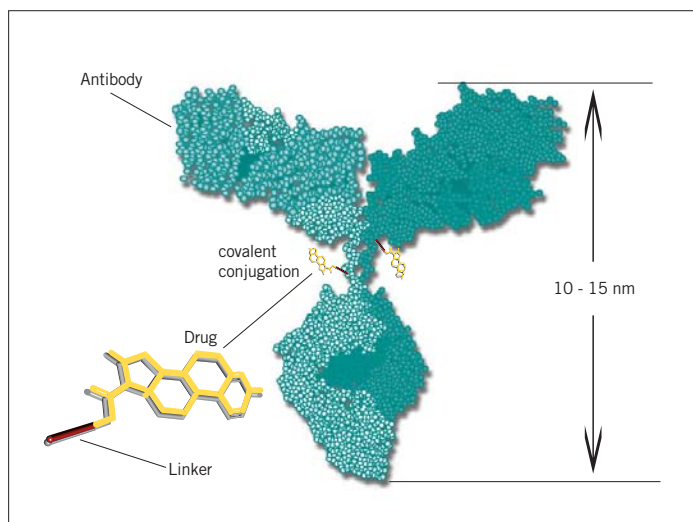 Antibody
covalent
conjugation
10 - 15 nm
Drug
Linker